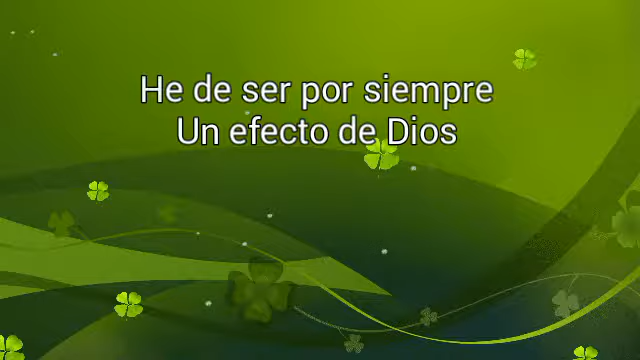 He de ser por siempre
Un efecto de Dios